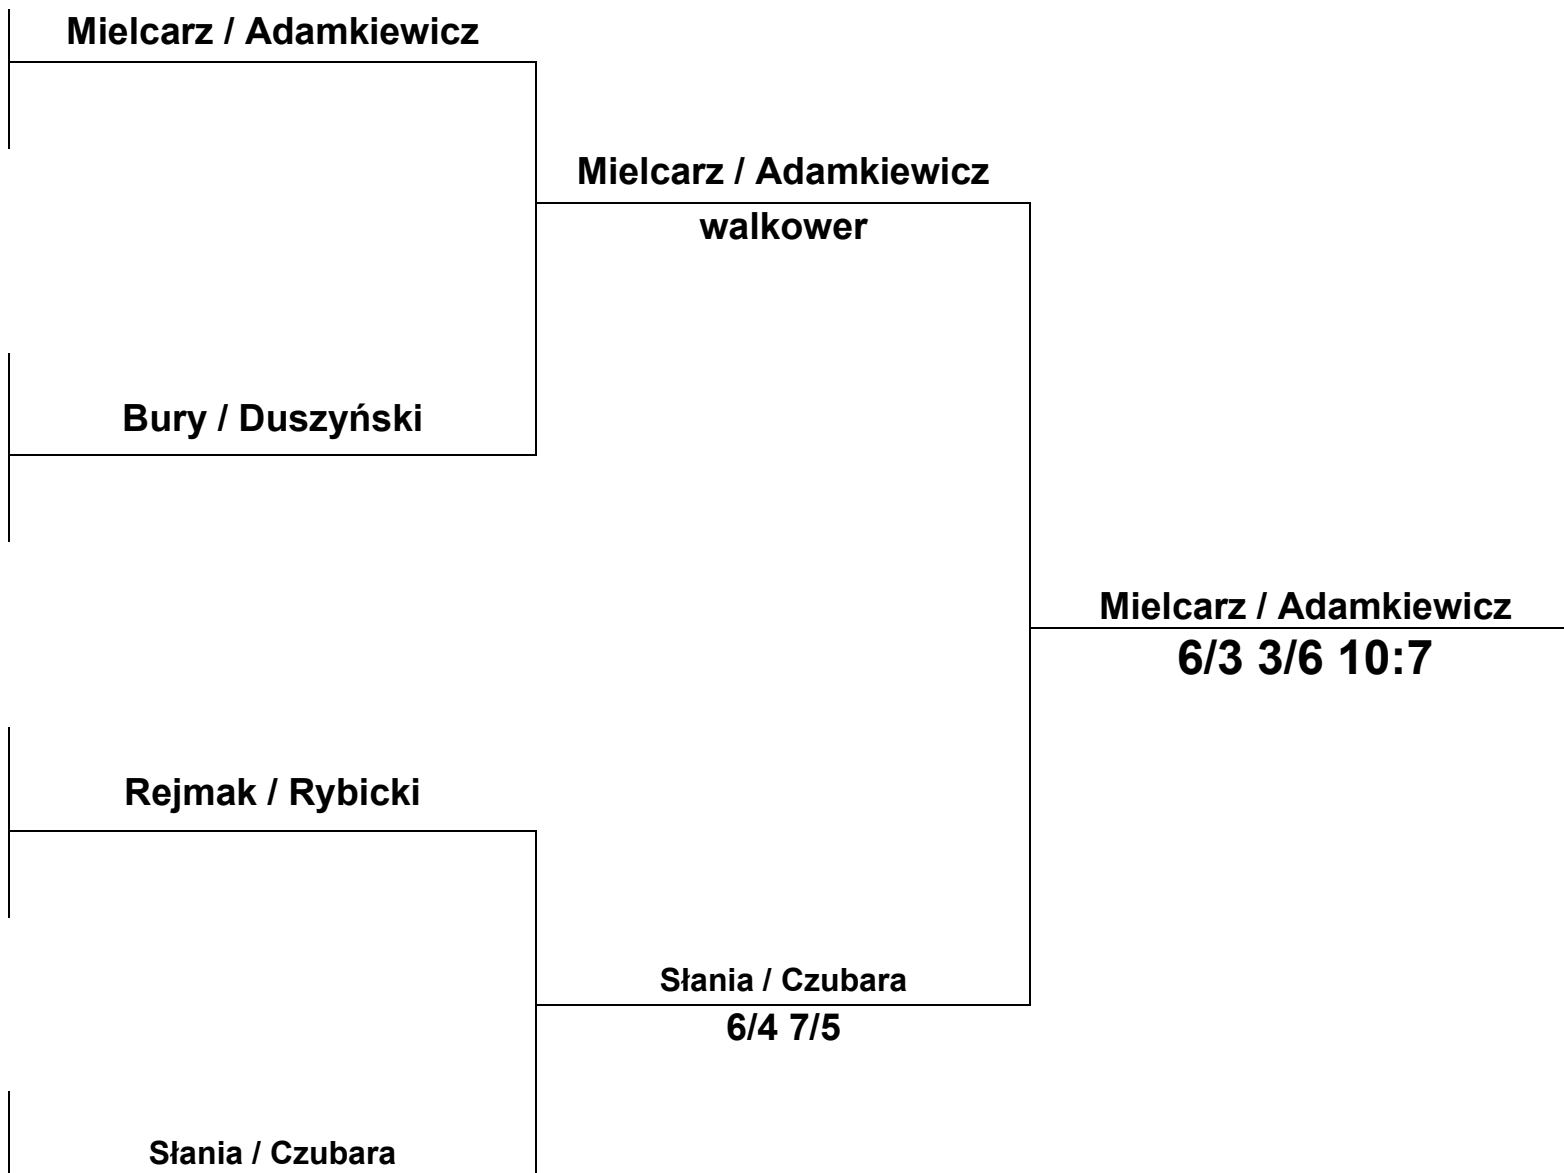 Mielcarz / Adamkiewicz
Mielcarz / Adamkiewicz
walkower
Bury / Duszyński
Mielcarz / Adamkiewicz
6/3 3/6 10:7
Rejmak / Rybicki
Słania / Czubara
6/4 7/5
Słania / Czubara